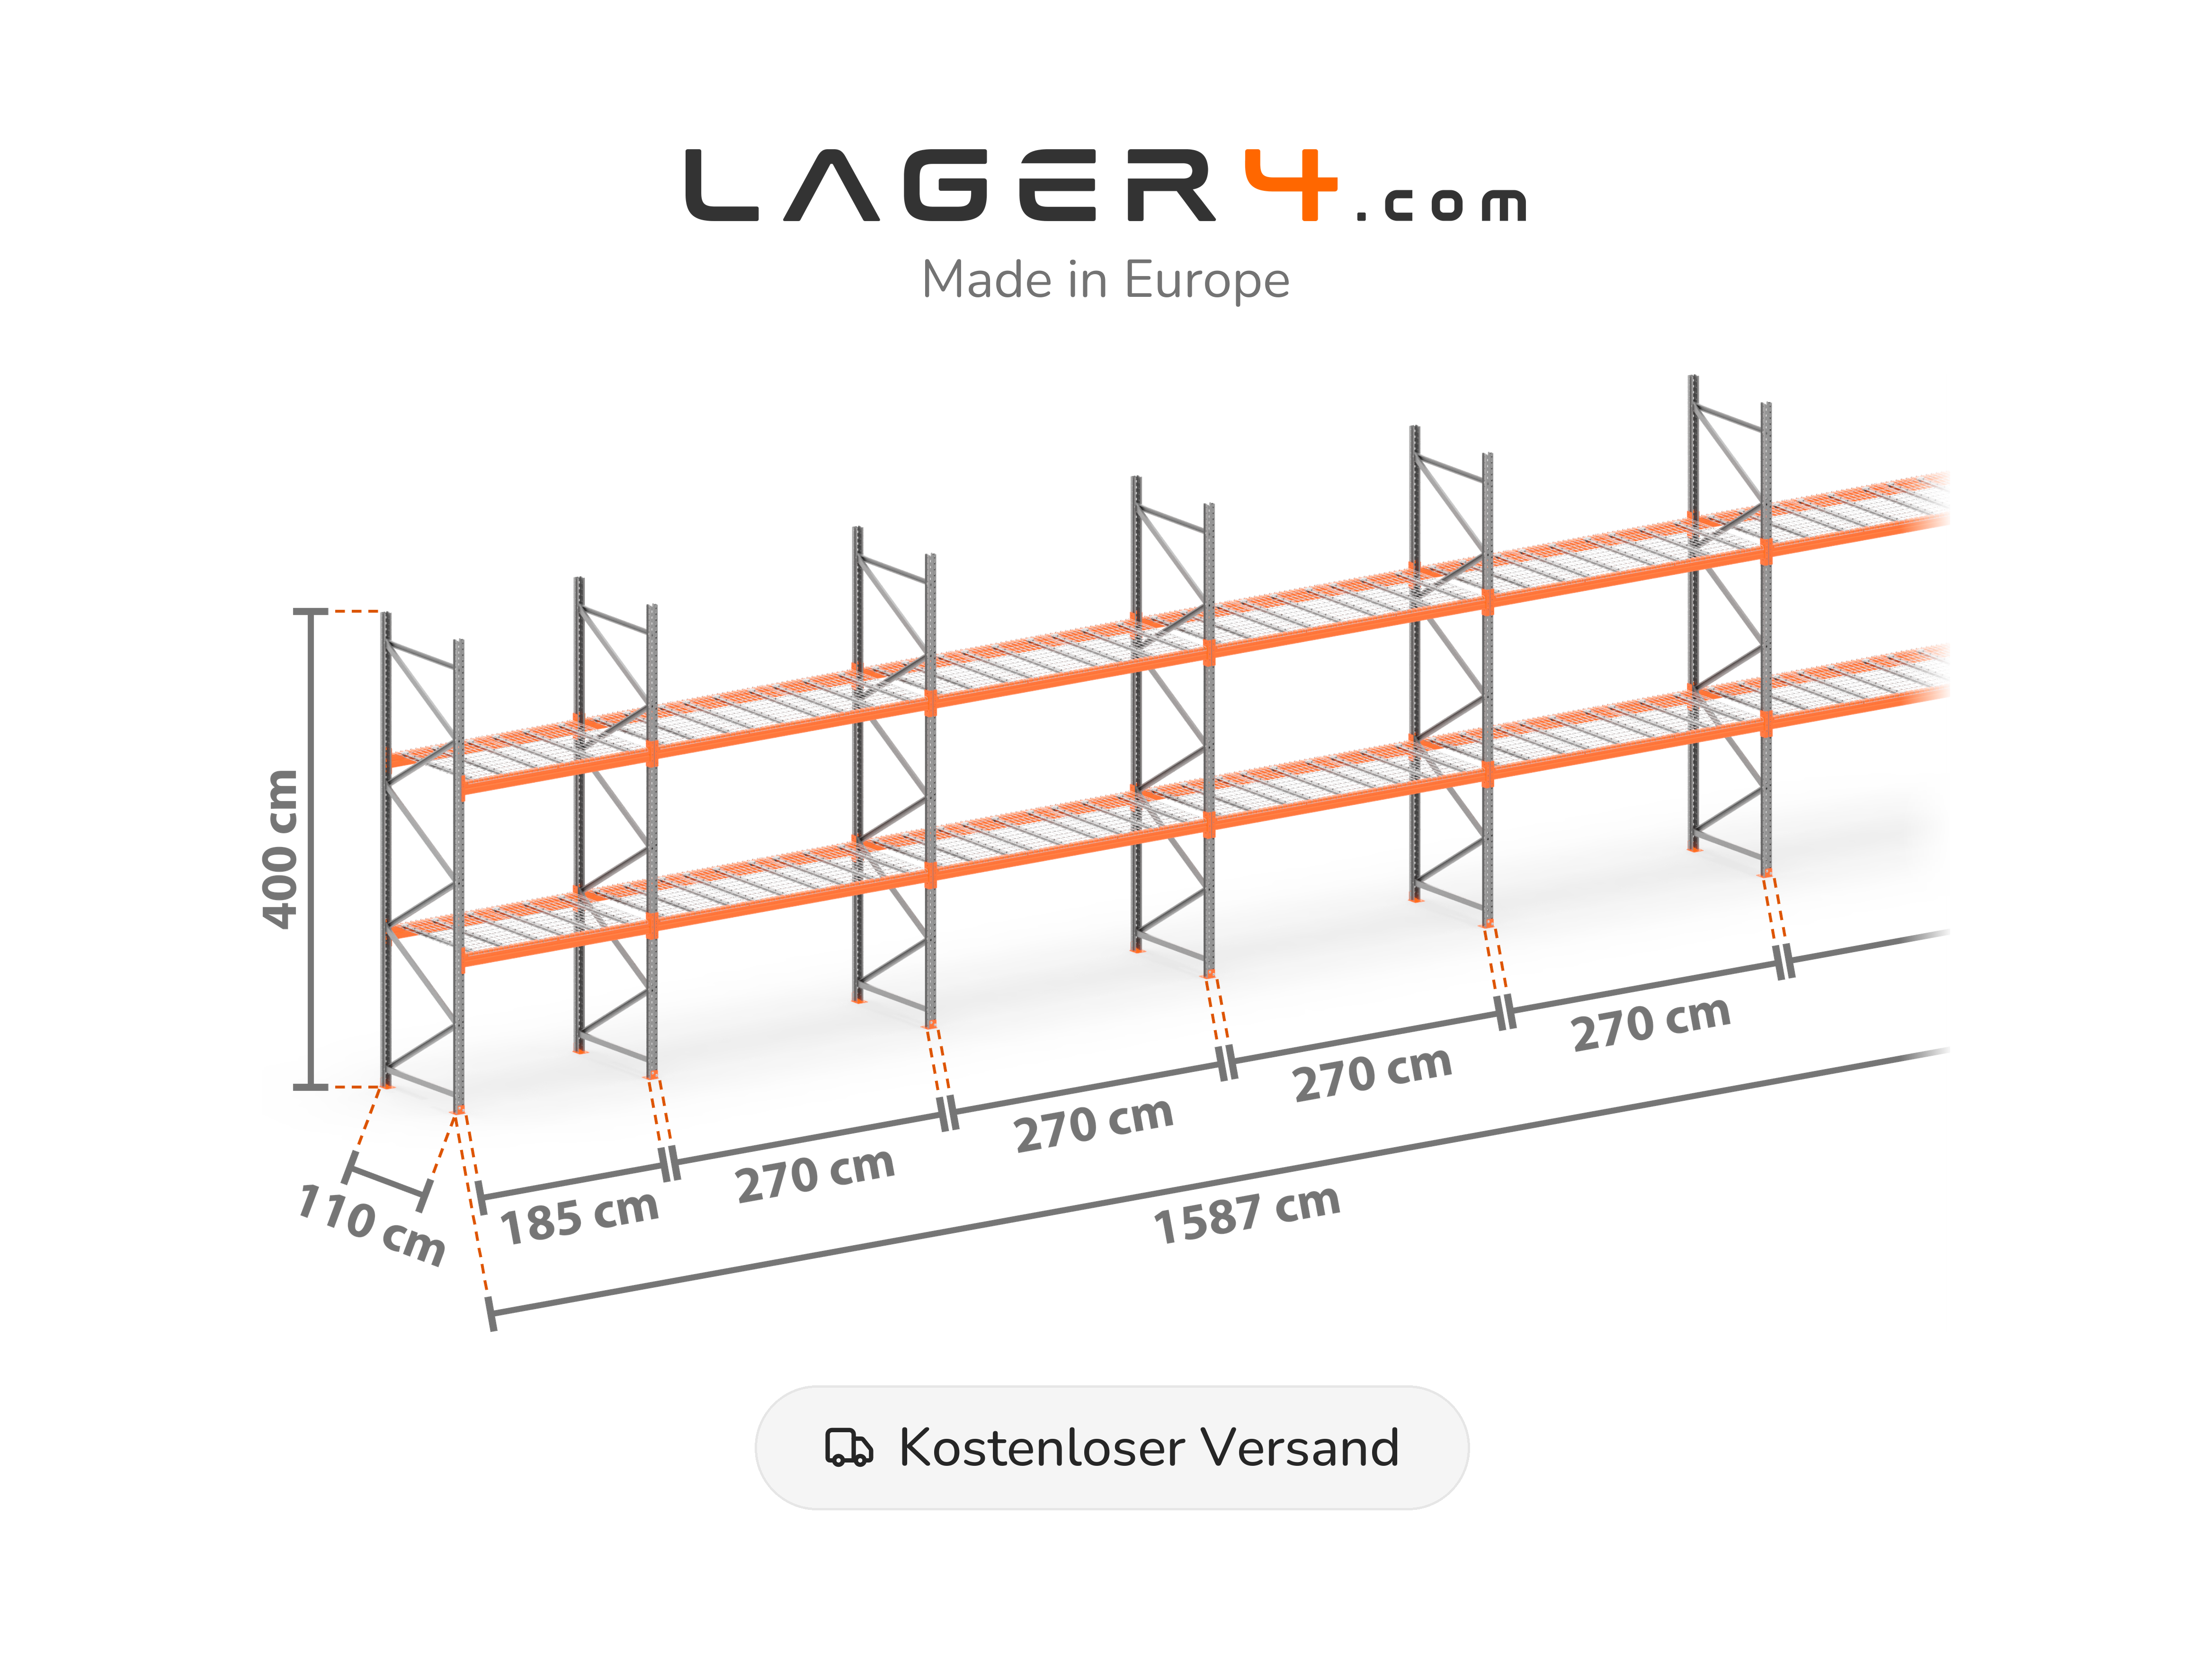 LAGER4.com
Made in Europe
400 cm
110 cm
185 cm
270 cm
270 cm
270 cm
270 cm
1587 cm
Kostenloser Versand